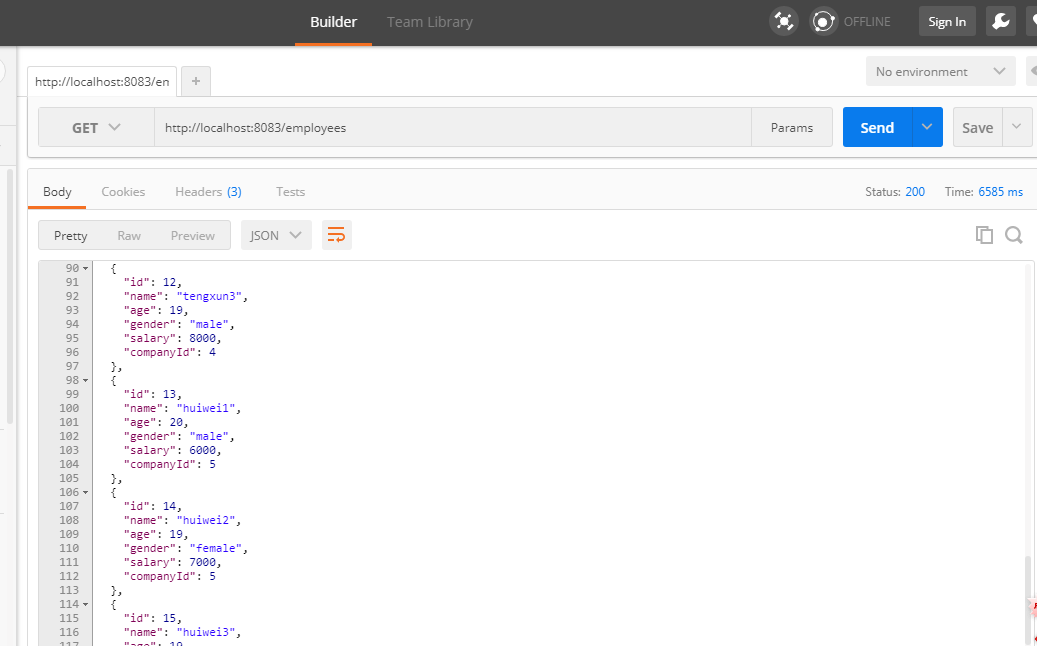 Builder Team Library OFFLINE Sign In
http://localhost:8083/en + No environment
GET http://localhost:8083/employees Params Send Save
Body Cookies Headers (3) Tests Status: 200 Time: 6585 ms
Pretty Raw Preview JSON
90 {
91 "id": 12,
92 "name": "tengxun3",
93 "age": 19,
94 "gender": "male",
95 "salary": 8000,
96 "companyId": 4
97 },
98 {
99 "id": 13,
100 "name": "huiwei1",
101 "age": 20,
102 "gender": "male",
103 "salary": 6000,
104 "companyId": 5
105 },
106 {
107 "id": 14,
108 "name": "huiwei2",
109 "age": 19,
110 "gender": "female",
111 "salary": 7000,
112 "companyId": 5
113 },
114 {
115 "id": 15,
116 "name": "huiwei3",
117 "age": 19